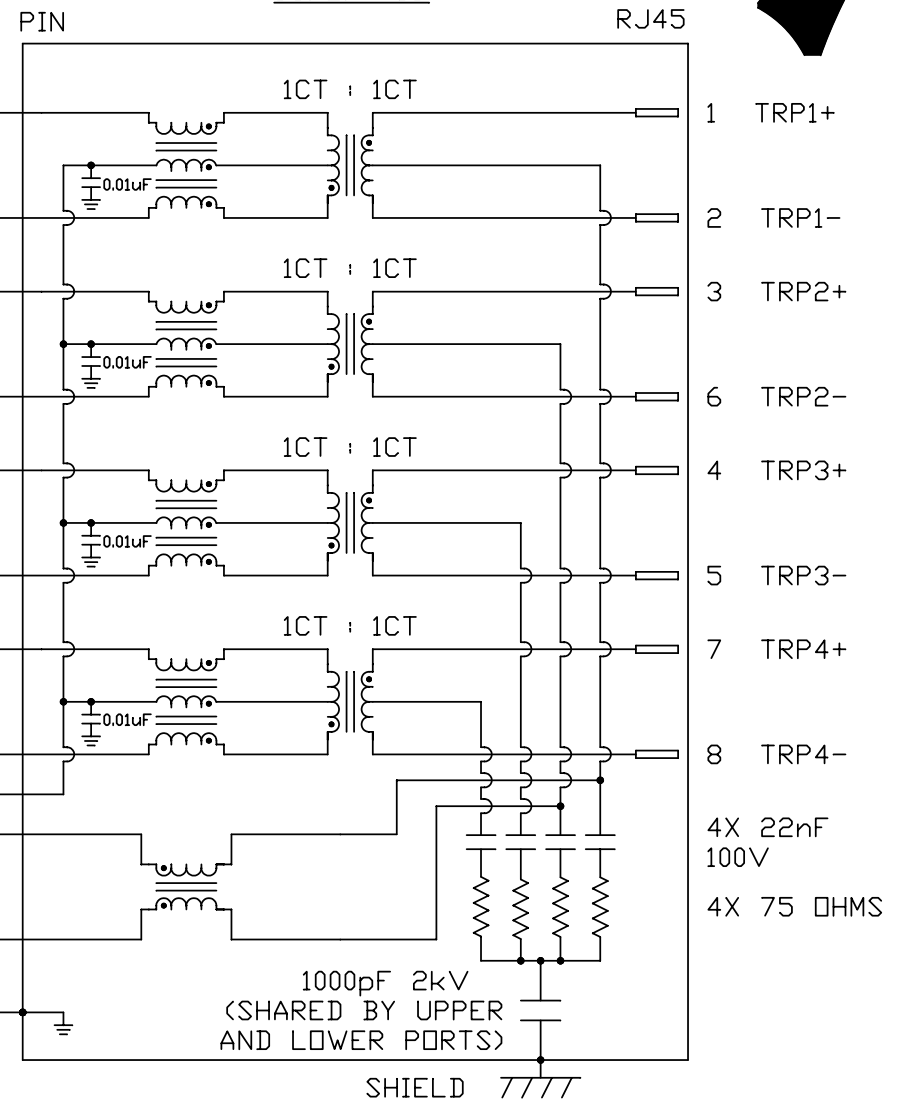 PIN
RJ45
1CT : 1CT
1 TRP1+
0.01uF
2 TRP1-
1CT : 1CT
3 TRP2+
0.01uF
6 TRP2-
1CT : 1CT
4 TRP3+
0.01uF
5 TRP3-
1CT : 1CT
7 TRP4+
0.01uF
8 TRP4-
4X 22nF
100V
4X 75 OHMS
1000pF 2kV
(SHARED BY UPPER
AND LOWER PORTS)
SHIELD